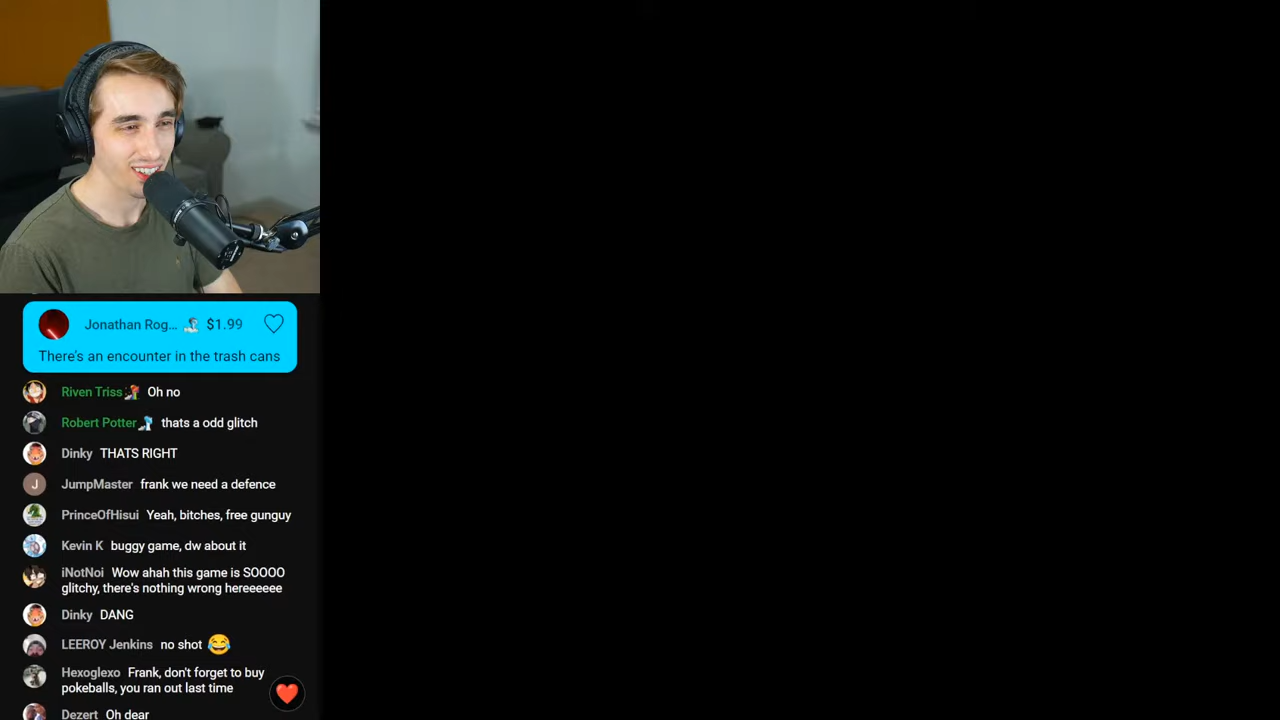 Jonathan Rog... $1.99
There's an encounter in the trash cans
Riven Triss Oh no
Robert Potter thats a odd glitch
Dinky THATS RIGHT
J JumpMaster frank we need a defence
PrinceOfHisui Yeah, bitches, free gunguy
Kevin K buggy game, dw about it
iNotNoi Wow ahah this game is SOOOO
glitchy, there's nothing wrong hereeeeee
Dinky DANG
LEEROY Jenkins no shot 😂
Hexoglexo Frank, don't forget to buy
pokeballs, you ran out last time
Dezert Oh dear